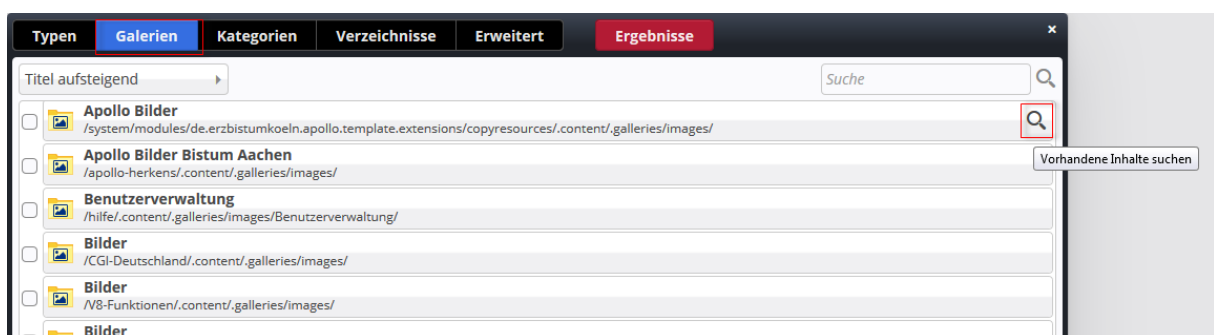 Typen Galerien Kategorien Verzeichnisse Erweitert Ergebnisse ×
Titel aufsteigend Suche
Apollo Bilder
/system/modules/de.erzbistumkoeln.apollo.template.extensions/copyresources/.content/.galleries/images/
Apollo Bilder Bistum Aachen
Vorhandene Inhalte suchen
/apollo-herkens/.content/.galleries/images/
Benutzerverwaltung
/hilfe/.content/.galleries/images/Benutzerverwaltung/
Bilder
/CGI-Deutschland/.content/.galleries/images/
Bilder
/V8-Funktionen/.content/.galleries/images/
Bilder